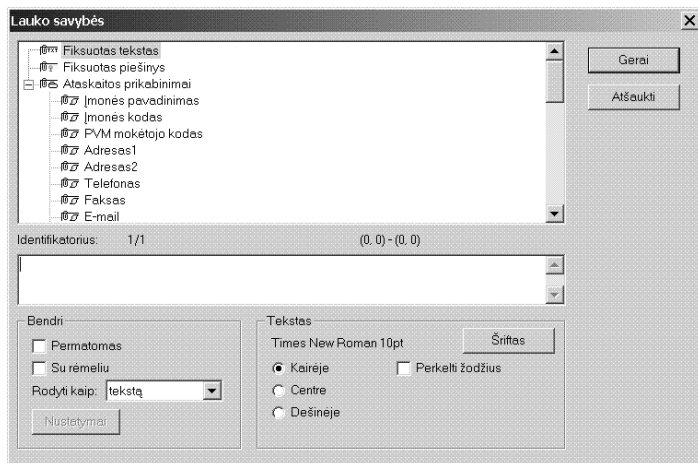 Lauko savybės
Fiksuotas tekstas
Fiksuotas piešinys
Ataskaitos prikabinimai
Įmonės pavadinimas
Įmonės kodas
PVM mokėtojo kodas
Adresas1
Adresas2
Telefonas
Faksas
E-mail
Gerai
Atšaukti
Identifikatorius: 1/1 (0, 0) - (0, 0)
Bendri
Permatomas
Su rėmeliu
Rodyti kaip: tekstą
Nustatymai
Tekstas
Times New Roman 10pt Šriftas
Kairėje Perkelti žodžius
Centre
Dešinėje